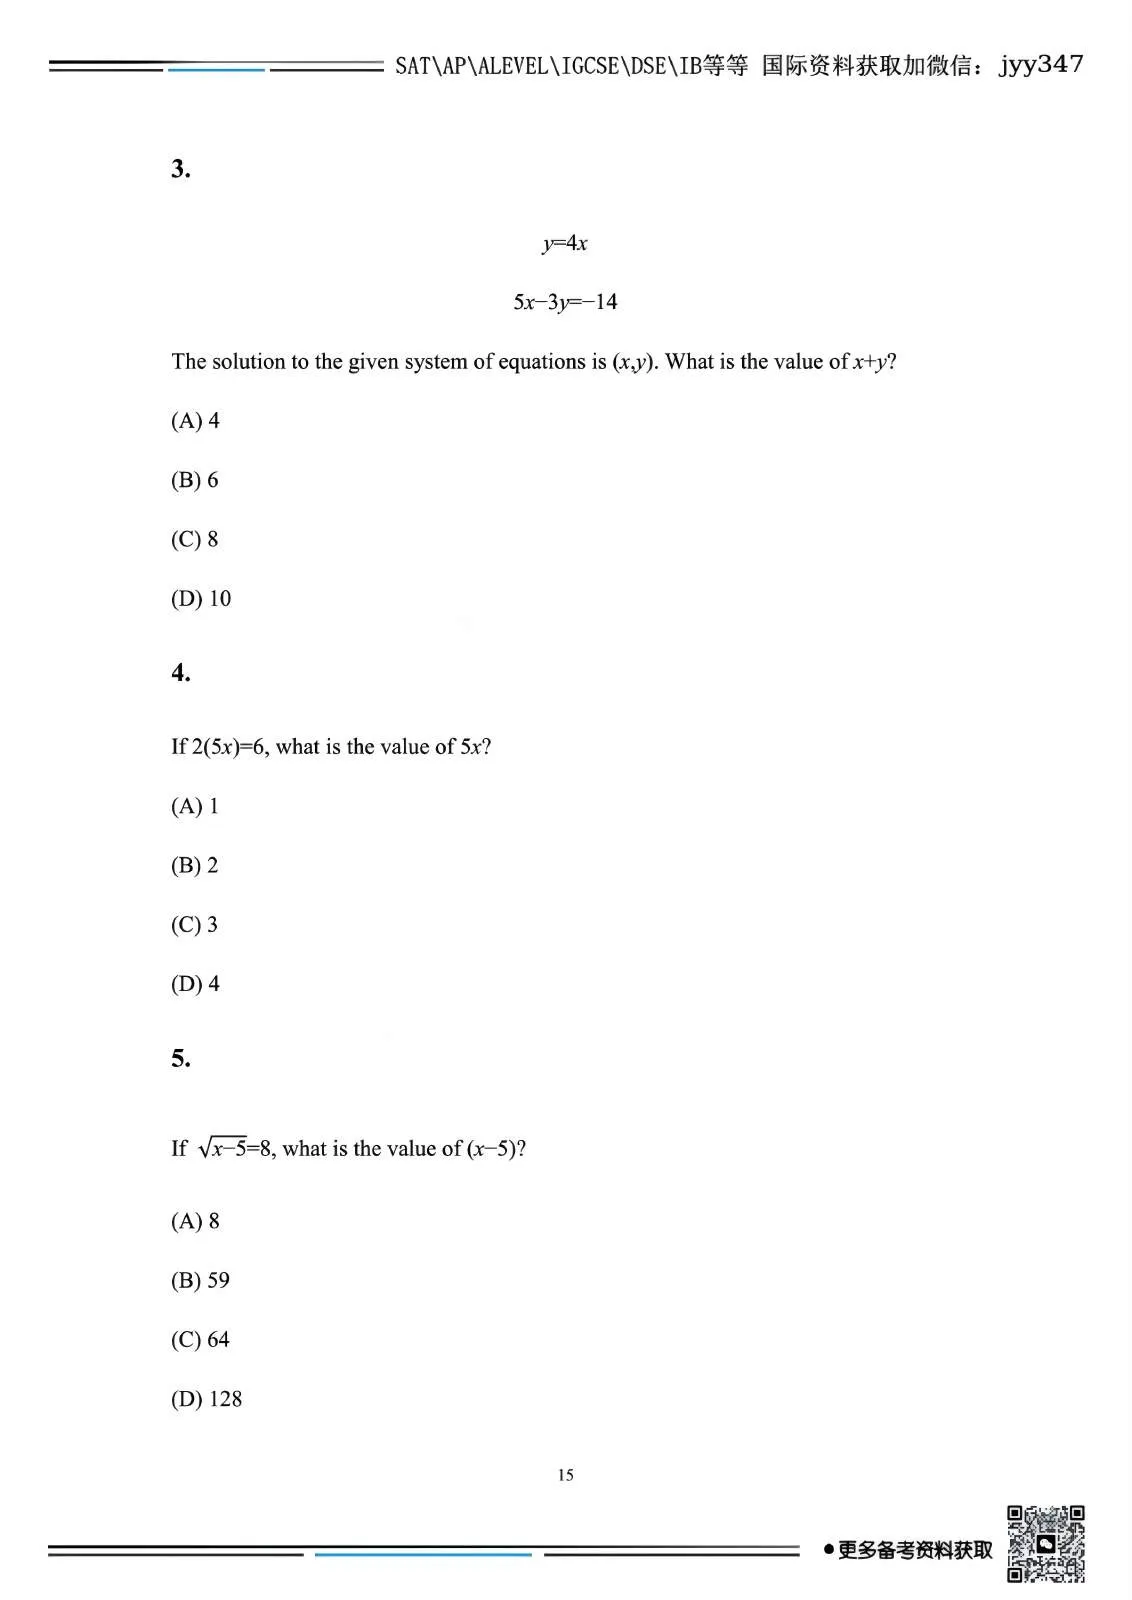 SAT\AP\ALEVEL\IGCSE\DSE\IB等等 国际资料获取加微信：jyy347
3.
y=4x
5x−3y=−14
The solution to the given system of equations is (x,y). What is the value of x+y?
(A) 4
(B) 6
(C) 8
(D) 10
4.
If 2(5x)=6, what is the value of 5x?
(A) 1
(B) 2
(C) 3
(D) 4
5.
If √x−5=8, what is the value of (x−5)?
(A) 8
(B) 59
(C) 64
(D) 128
15
●更多备考资料获取